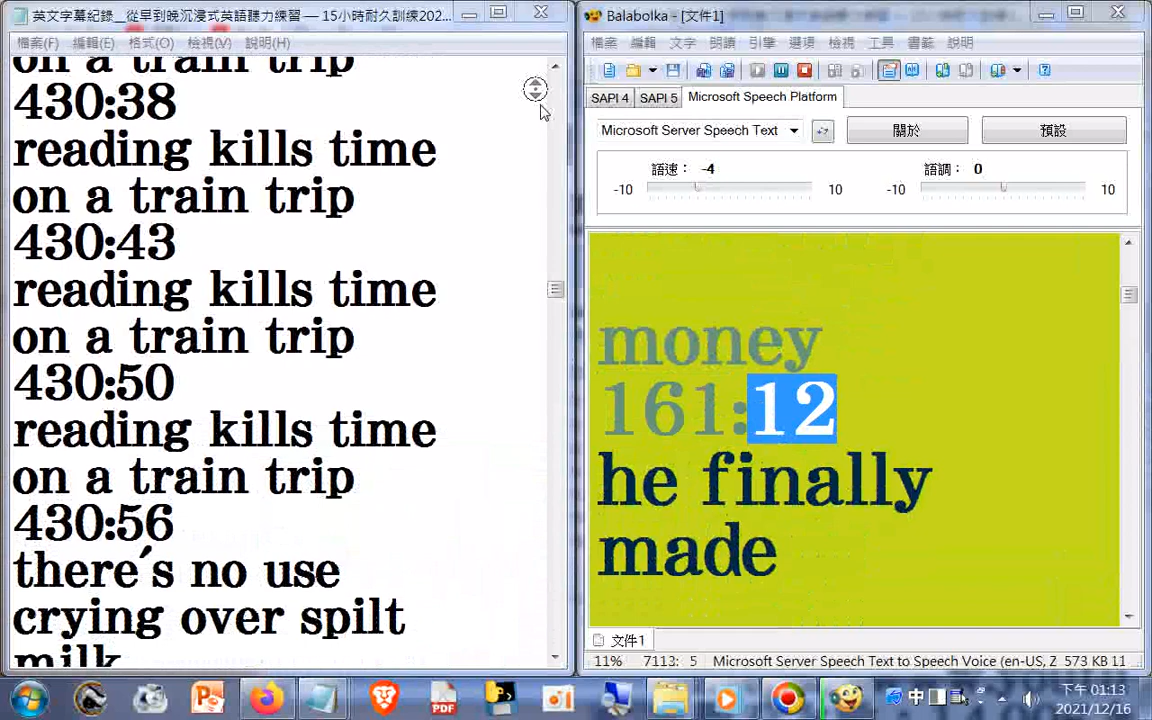 英文字幕紀錄__從早到晚沉浸式英語聽力練習 — 15小時耐久訓練202...
檔案(F) 編輯(E) 格式(O) 檢視(V) 說明(H)
on a train trip
430:38
reading kills time
on a train trip
430:43
reading kills time
on a train trip
430:50
reading kills time
on a train trip
430:56
there's no use
crying over spilt
milk
Balabolka - [文件1]
檔案 編輯 文字 朗讀 引擎 選項 檢視 工具 書籤 說明
SAPI 4 SAPI 5 Microsoft Speech Platform
Microsoft Server Speech Text 關於 預設
語速： -4 語調： 0
-10 10 -10 10
money
161:12
he finally
made
文件1
11% 7113: 5 Microsoft Server Speech Text to Speech Voice (en-US, Z 573 KB 11
PDF 中 下午 01:13
2021/12/16